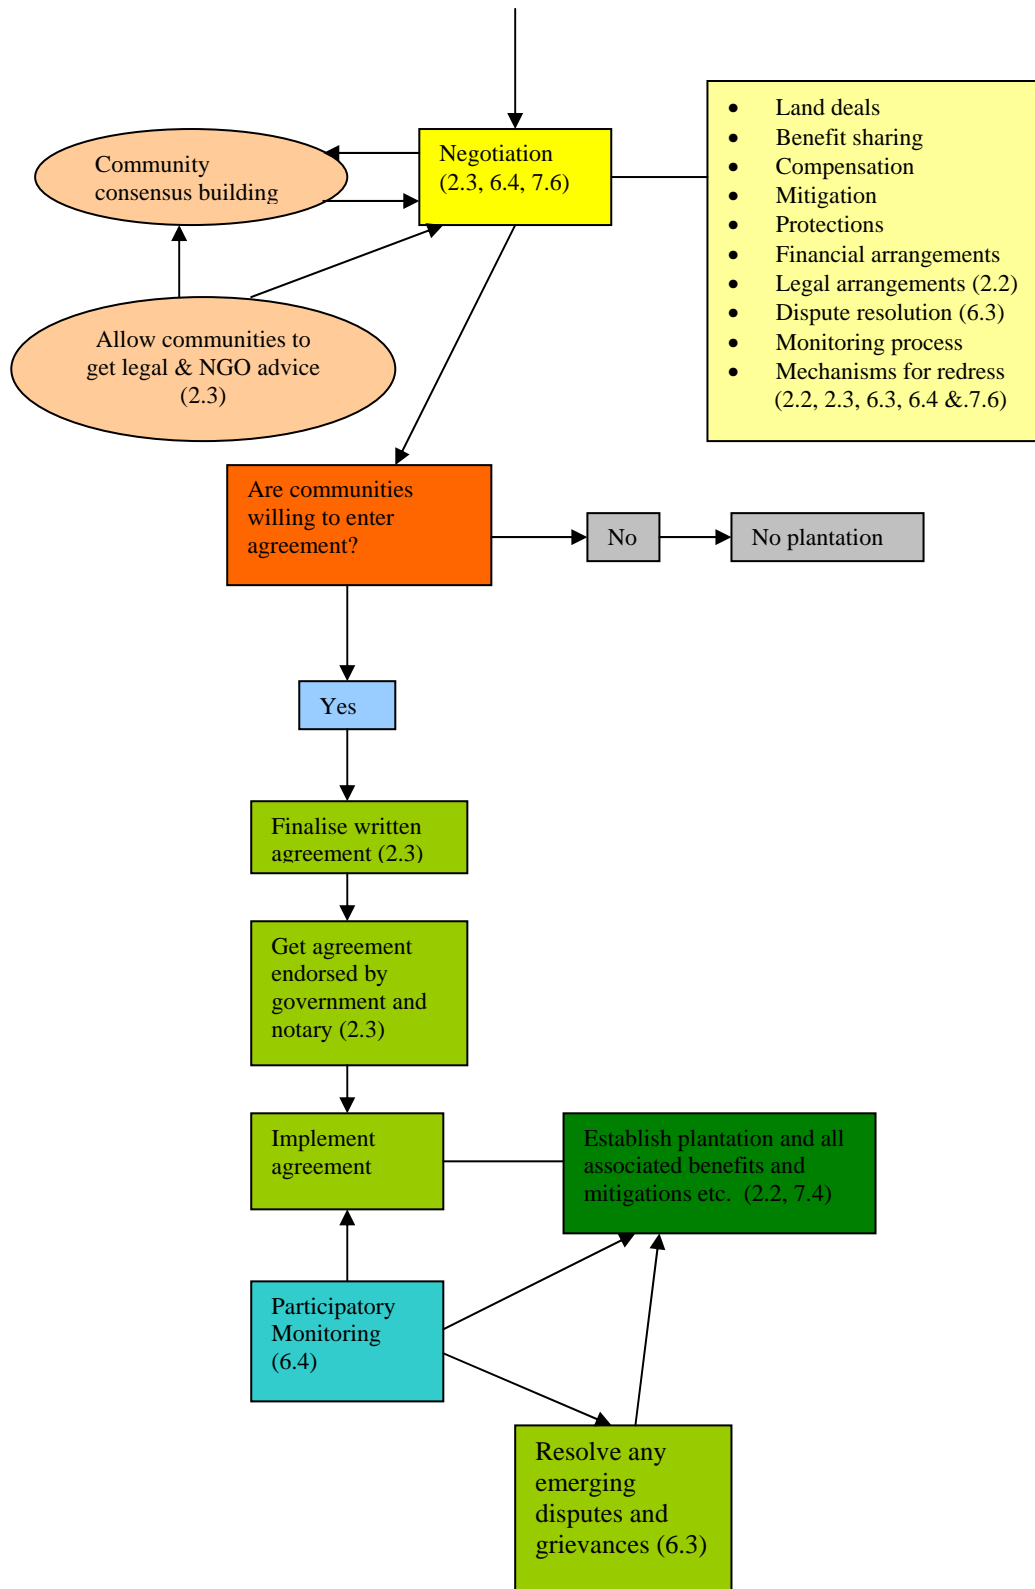 Community
consensus building
Negotiation
(2.3, 6.4, 7.6)
• Land deals
• Benefit sharing
• Compensation
• Mitigation
• Protections
• Financial arrangements
• Legal arrangements (2.2)
• Dispute resolution (6.3)
• Monitoring process
• Mechanisms for redress
(2.2, 2.3, 6.3, 6.4 &.7.6)
Allow communities to
get legal & NGO advice
(2.3)
Are communities
willing to enter
agreement?
No
No plantation
Yes
Finalise written
agreement (2.3)
Get agreement
endorsed by
government and
notary (2.3)
Implement
agreement
Establish plantation and all
associated benefits and
mitigations etc.  (2.2, 7.4)
Participatory
Monitoring
(6.4)
Resolve any
emerging
disputes and
grievances (6.3)